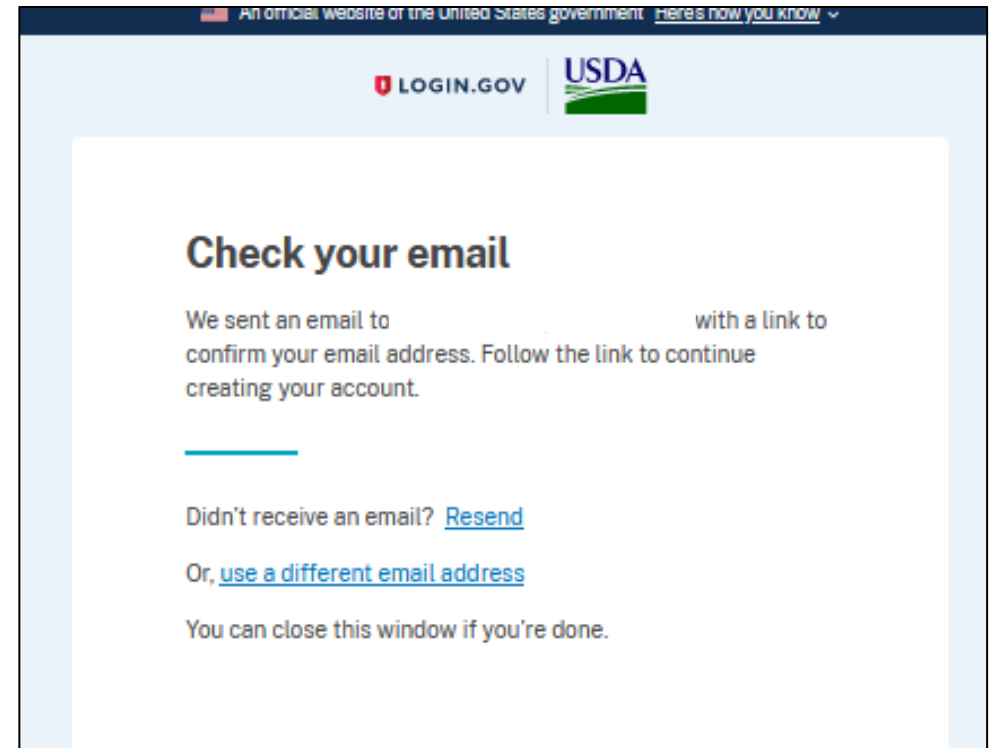 An official website of the United States government Here's how you know
LOGIN.GOV USDA
Check your email
We sent an email to with a link to
confirm your email address. Follow the link to continue
creating your account.
Didn't receive an email? Resend
Or, use a different email address
You can close this window if you're done.